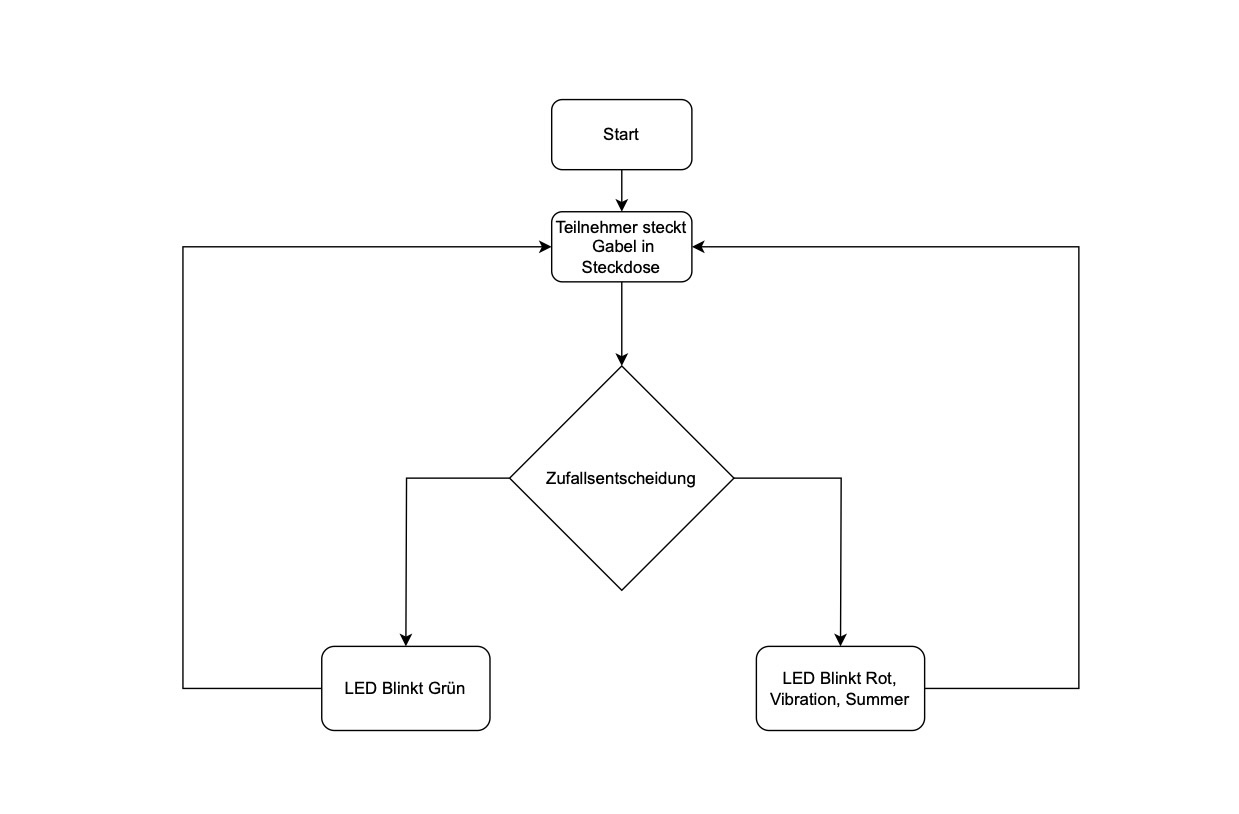 Start
Teilnehmer steckt
Gabel in
Steckdose
Zufallsentscheidung
LED Blinkt Grün
LED Blinkt Rot,
Vibration, Summer